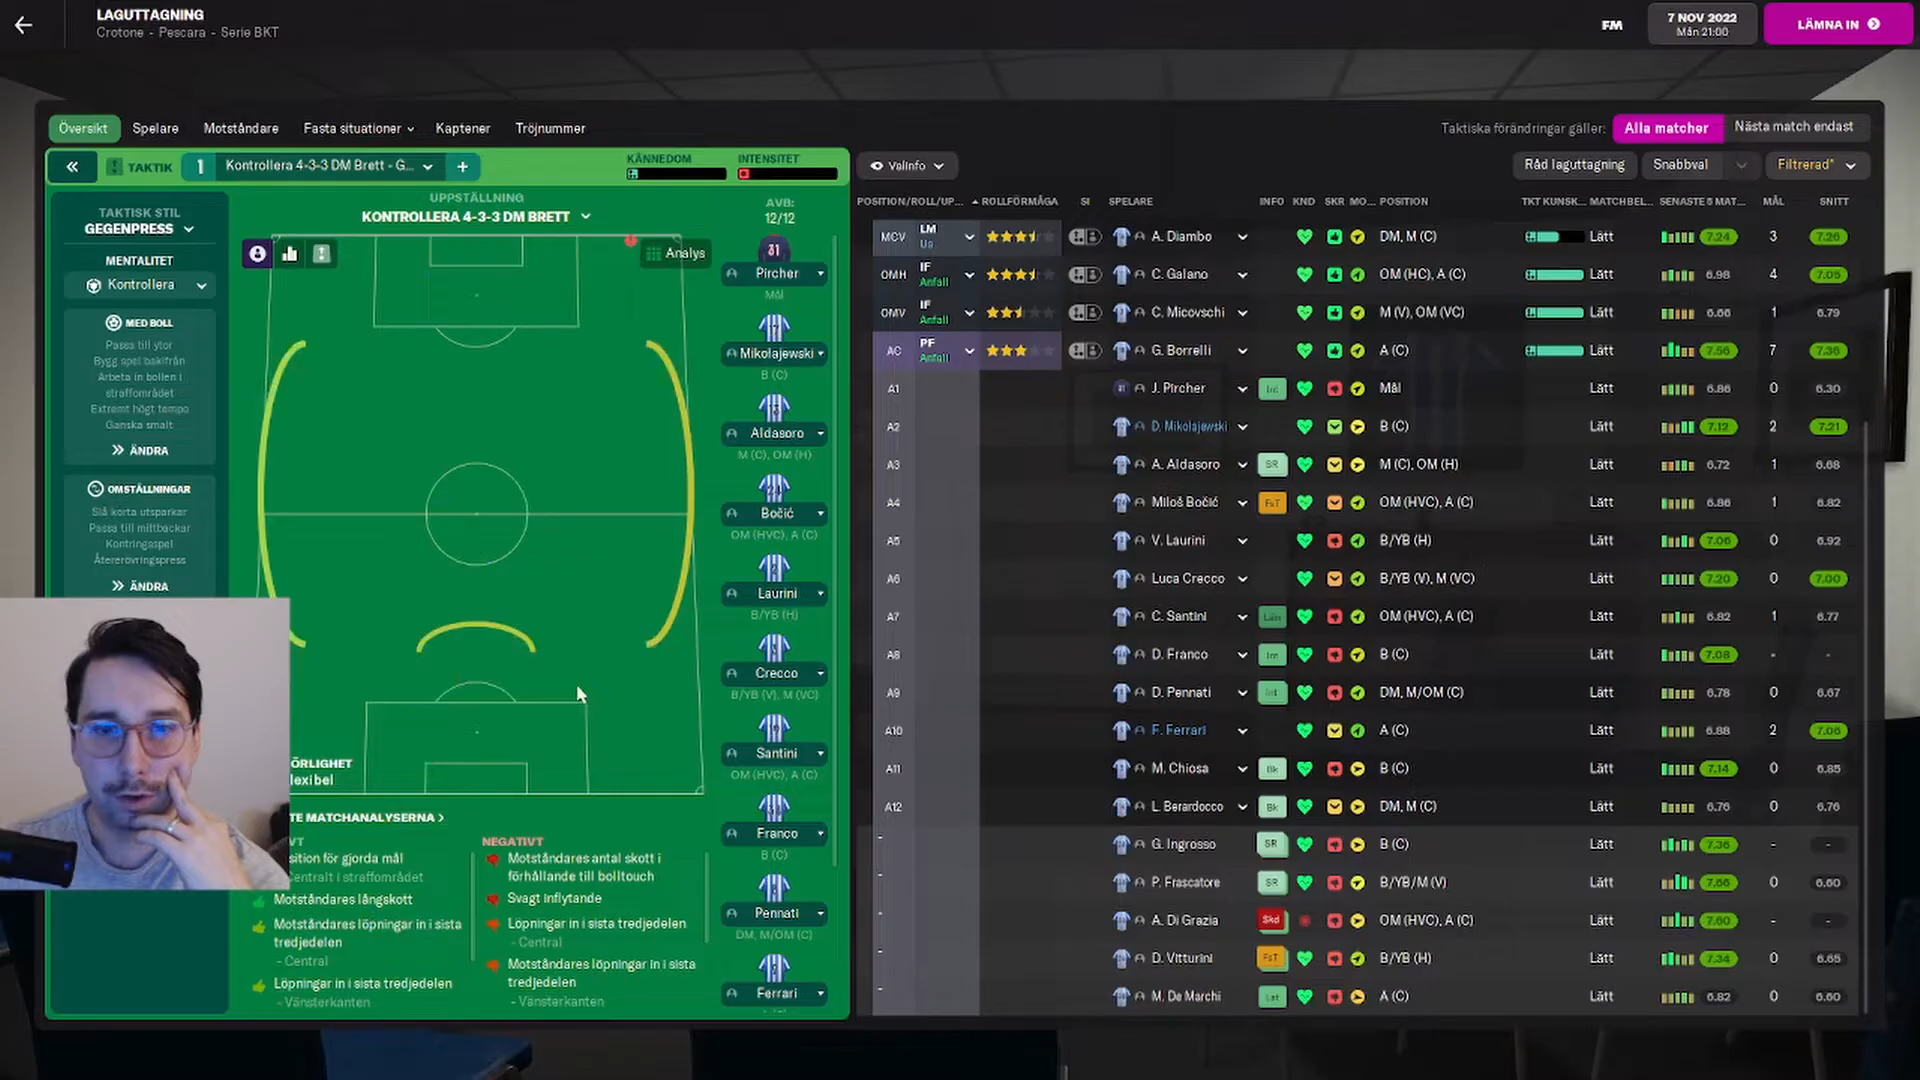 LAGUTTAGNING
Crotone - Pescara - Serie BKT
FM
7 NOV 2022
Mån 21:00
LÄMNA IN
Översikt
Spelare
Motståndare
Fasta situationer
Kaptener
Tröjnummer
Taktiska förändringar gäller:
Alla matcher
Nästa match endast
TAKTIK
1
Kontrollera 4-3-3 DM Brett - G...
KÄNNEDOM
INTENSITET
Valinfo
Råd laguttagning
Snabbval
Filtrerad*
TAKTISK STIL
GEGENPRESS
MENTALITET
Kontrollera
MED BOLL
Passa till ytor
Bygg spel bakifrån
Arbeta in bollen i
straffområdet
Extremt högt tempo
Ganska smalt
ÄNDRA
OMSTÄLLNINGAR
Slå korta utsparkar
Passa till mittbackar
Kontringsspel
Återerövringspress
ÄNDRA
UPPSTÄLLNING
KONTROLLERA 4-3-3 DM BRETT
Analys
AVB:
12/12
31
Pircher
Mål
Mikolajewski
B (C)
Aldasoro
M (C), OM (H)
Bočić
OM (HVC), A (C)
Laurini
B/YB (H)
Crecco
B/YB (V), M (VC)
Santini
OM (HVC), A (C)
Franco
B (C)
Pennati
DM, M/OM (C)
Ferrari
ÖRLIGHET
lexibel
TE MATCHANALYSERNA
VT
sition för gjorda mål
Centralt i straffområdet
Motståndares långskott
Motståndares löpningar in i sista
tredjedelen
- Central
Löpningar in i sista tredjedelen
- Vänsterkanten
NEGATIVT
Motståndares antal skott i
förhållande till bolltouch
Svagt inflytande
Löpningar in i sista tredjedelen
- Central
Motståndares löpningar in i sista
tredjedelen
- Vänsterkanten
POSITION/ROLL/UP... ROLLFÖRMÅGA SI SPELARE INFO KND SKR MO... POSITION TKT KUNSK... MATCHBEL... SENASTE 5 MAT... MÅL SNITT
MCV LM Us A. Diambo DM, M (C) Lätt 7.24 3 7.26
OMH IF Anfall C. Galano OM (HC), A (C) Lätt 6.98 4 7.05
OMV IF Anfall C. Micovschi M (V), OM (VC) Lätt 6.66 1 6.79
AC PF Anfall G. Borrelli A (C) Lätt 7.56 7 7.36
A1 J. Pircher Int Mål Lätt 6.86 0 6.30
A2 D. Mikolajewski B (C) Lätt 7.12 2 7.21
A3 A. Aldasoro SR M (C), OM (H) Lätt 6.72 1 6.68
A4 Miloš Bočić FsT OM (HVC), A (C) Lätt 6.86 1 6.82
A5 V. Laurini B/YB (H) Lätt 7.06 0 6.92
A6 Luca Crecco B/YB (V), M (VC) Lätt 7.20 0 7.00
A7 C. Santini Lån OM (HVC), A (C) Lätt 6.82 1 6.77
A8 D. Franco Int B (C) Lätt 7.08 - -
A9 D. Pennati Int DM, M/OM (C) Lätt 6.78 0 6.67
A10 F. Ferrari A (C) Lätt 6.88 2 7.06
A11 M. Chiosa Bk B (C) Lätt 7.14 0 6.85
A12 L. Berardocco Bk DM, M (C) Lätt 6.76 0 6.76
- G. Ingrosso SR B (C) Lätt 7.36 - -
- P. Frascatore SR B/YB/M (V) Lätt 7.66 0 6.60
- A. Di Grazia Skd OM (HVC), A (C) Lätt 7.60 - -
- D. Vitturini FsT B/YB (H) Lätt 7.34 0 6.65
- M. De Marchi Lst A (C) Lätt 6.82 0 6.60